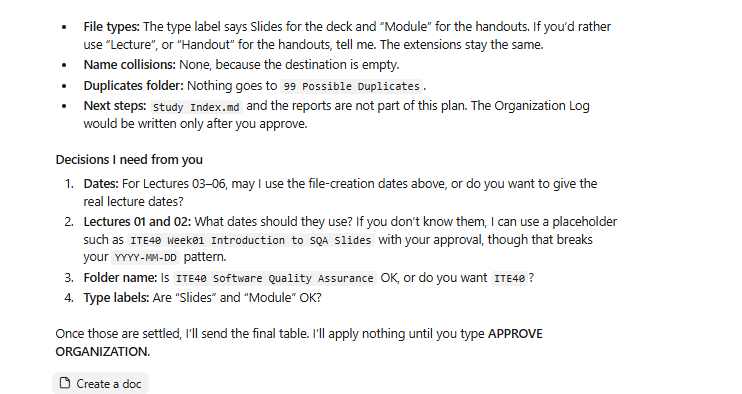 • File types: The type label says Slides for the deck and “Module” for the handouts. If you’d rather
use “Lecture”, or “Handout” for the handouts, tell me. The extensions stay the same.
• Name collisions: None, because the destination is empty.
• Duplicates folder: Nothing goes to 99 Possible Duplicates.
• Next steps: Study Index.md and the reports are not part of this plan. The Organization Log
would be written only after you approve.
Decisions I need from you
1. Dates: For Lectures 03–06, may I use the file-creation dates above, or do you want to give the
real lecture dates?
2. Lectures 01 and 02: What dates should they use? If you don’t know them, I can use a placeholder
such as ITE40 Week01 Introduction to SQA Slides with your approval, though that breaks
your YYYY-MM-DD pattern.
3. Folder name: Is ITE40 Software Quality Assurance OK, or do you want ITE40?
4. Type labels: Are “Slides” and “Module” OK?
Once those are settled, I’ll send the final table. I’ll apply nothing until you type APPROVE
ORGANIZATION.
Create a doc